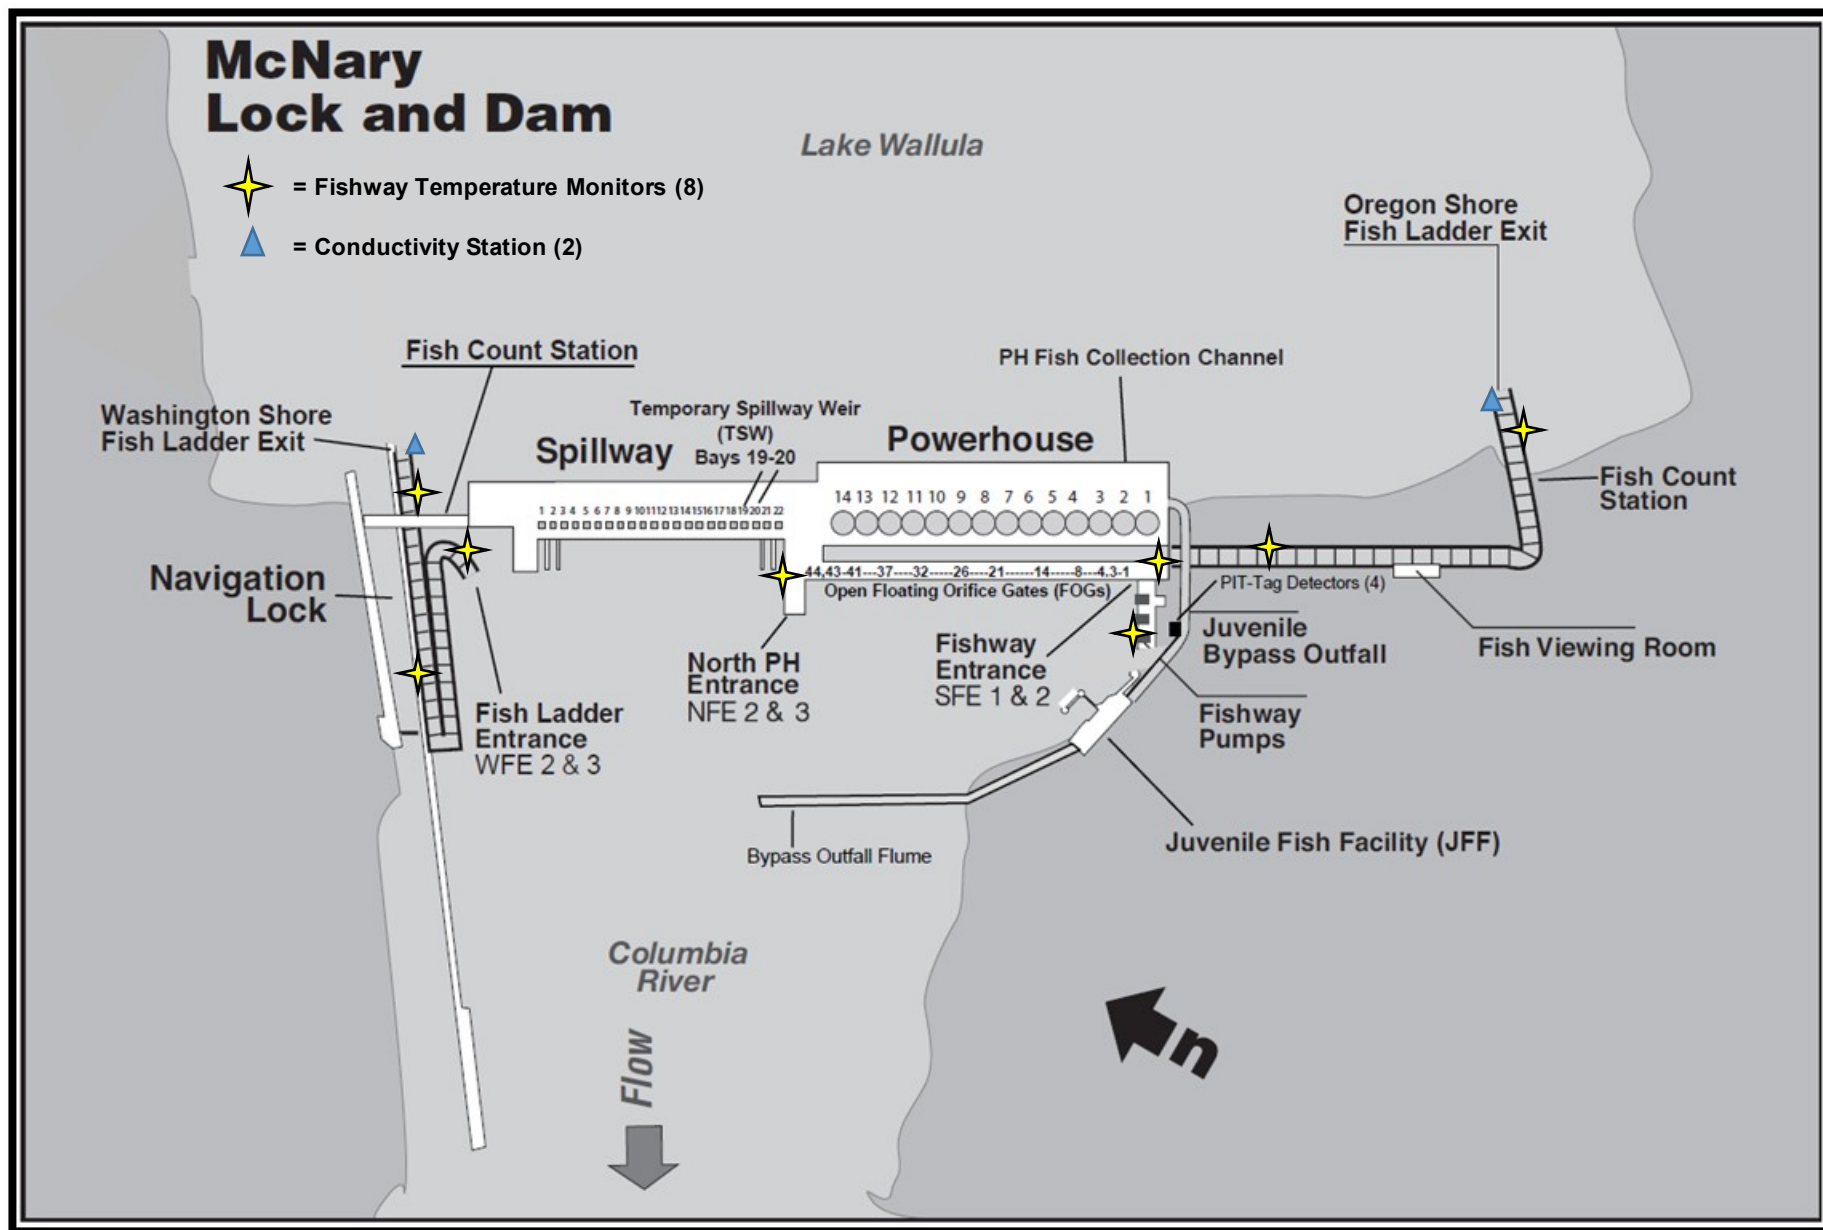 McNary
Lock and Dam
= Fishway Temperature Monitors (8)
= Conductivity Station (2)
Lake Wallula
Oregon Shore
Fish Ladder Exit
Fish Count Station
PH Fish Collection Channel
Washington Shore
Fish Ladder Exit
Temporary Spillway Weir
(TSW)
Bays 19-20
Spillway
Powerhouse
Fish Count
Station
14 13 12 11 10 9 8 7 6 5 4 3 2 1
1 2 3 4 5 6 7 8 9 10 11 12 13 14 15 16 17 18 19 20 21 22
Navigation
Lock
44,43-41---37----32-----26----21------14-----8---4,3-1
Open Floating Orifice Gates (FOGs)
PIT-Tag Detectors (4)
Juvenile
Bypass Outfall
Fish Viewing Room
Fishway
Entrance
SFE 1 & 2
North PH
Entrance
NFE 2 & 3
Fish Ladder
Entrance
WFE 2 & 3
Fishway
Pumps
Juvenile Fish Facility (JFF)
Bypass Outfall Flume
Columbia
River
Flow
n